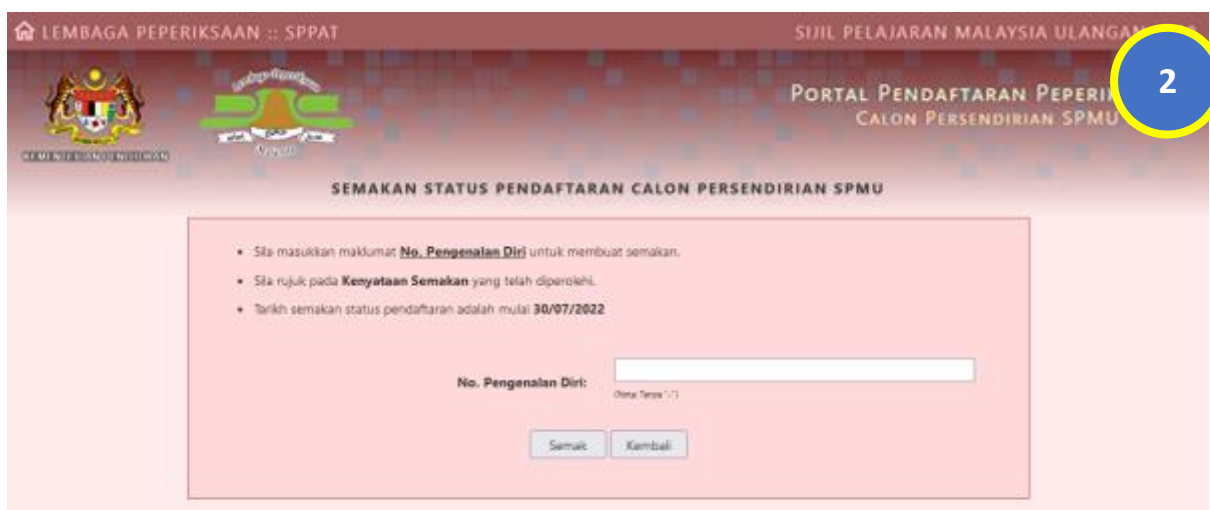 LEMBAGA PEPERIKSAAN :: SPPAT
SIJIL PELAJARAN MALAYSIA ULANGAN
2
PORTAL PENDAFTARAN
CALON PERSENDIRIAN SPMU
SEMAKAN STATUS PENDAFTARAN CALON PERSENDIRIAN SPMU
• Sila masukkan maklumat No. Pengenalan Diri untuk membuat semakan.
• Sila rujuk pada Kenyataan Semakan yang telah diperolehi.
• Tarikh semakan status pendaftaran adalah mulai 30/07/2022
No. Pengenalan Diri:
Tanpa "-")
Semak
Kembali